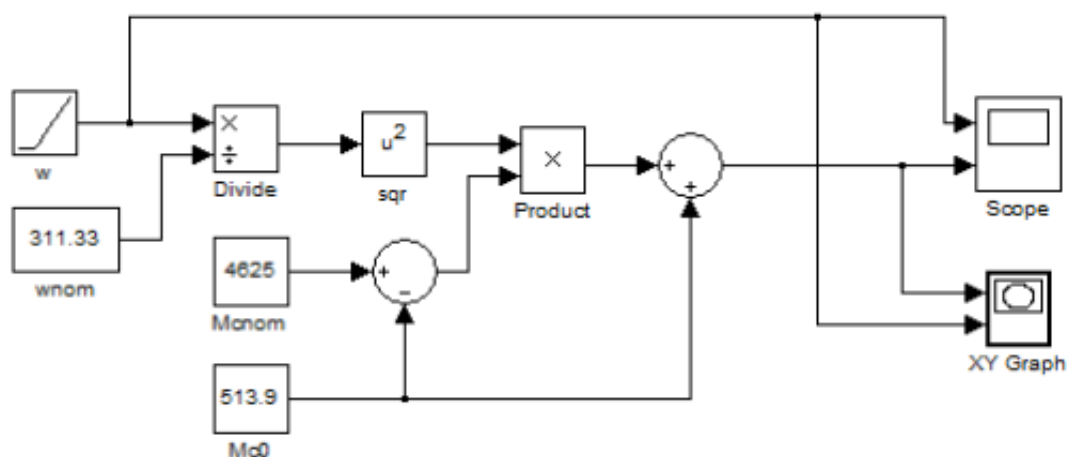 w
×
÷
Divide
u²
sqr
×
Product
+
+
Scope
311.33
wnom
4625
Mcnom
+
−
XY Graph
513.9
Mc0